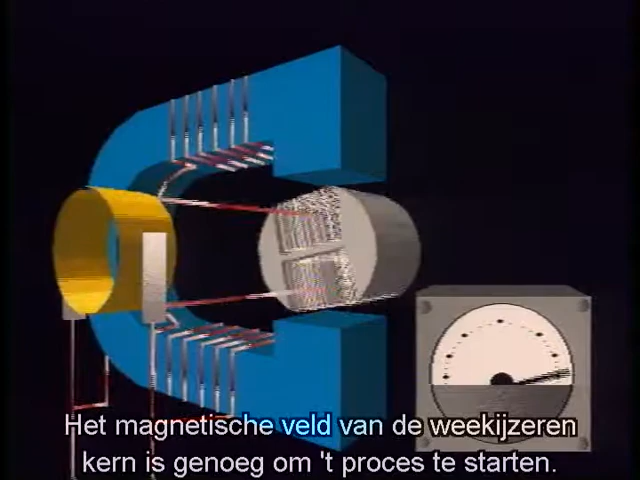 Het magnetische veld van de weekijzeren
kern is genoeg om 't proces te starten.